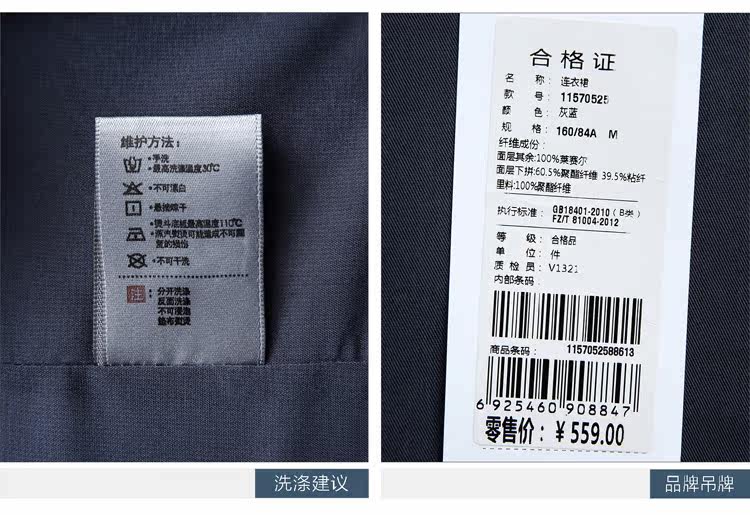 维护方法：
•手洗
•最高洗涤温度30℃
•不可漂白
•悬挂晾干
•熨斗底板最高温度110℃
•蒸汽熨烫可能造成不可回
复的损伤
•不可干洗
注：分开洗涤
反面洗涤
不可浸泡
垫布熨烫
洗涤建议
合格证
名 称：连衣裙
款 号：11570525
颜 色：灰蓝
规 格：160/84A M
纤维成份：
面层其余:100%莱赛尔
面层下拼:60.5%聚酯纤维 39.5%粘纤
里料:100%聚酯纤维
执行标准：GB18401-2010（B类）
FZ/T 81004-2012
等 级：合格品
单 位：件
质 检 员：V1321
内部条码：
商品条码： 1157052588613
6 925460 908847
零售价：¥559.00
品牌吊牌